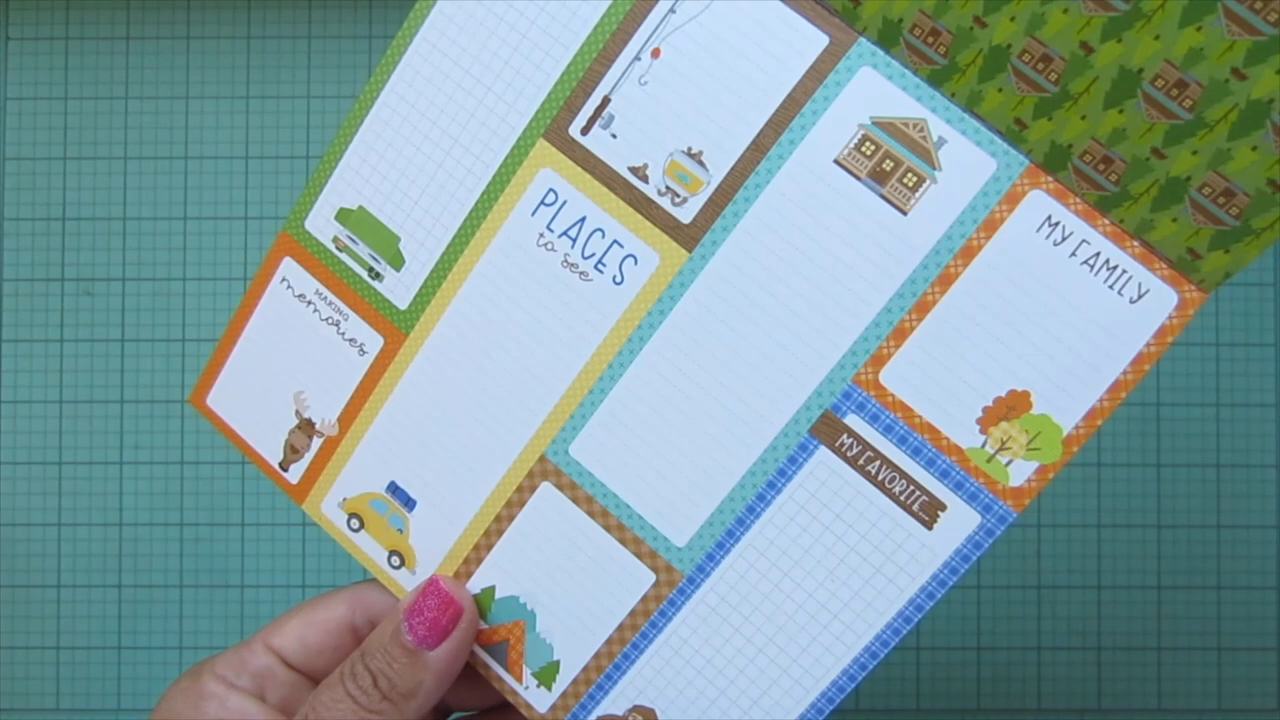 MAKING
memories
PLACES
to see
MY FAMILY
MY FAVORITE...